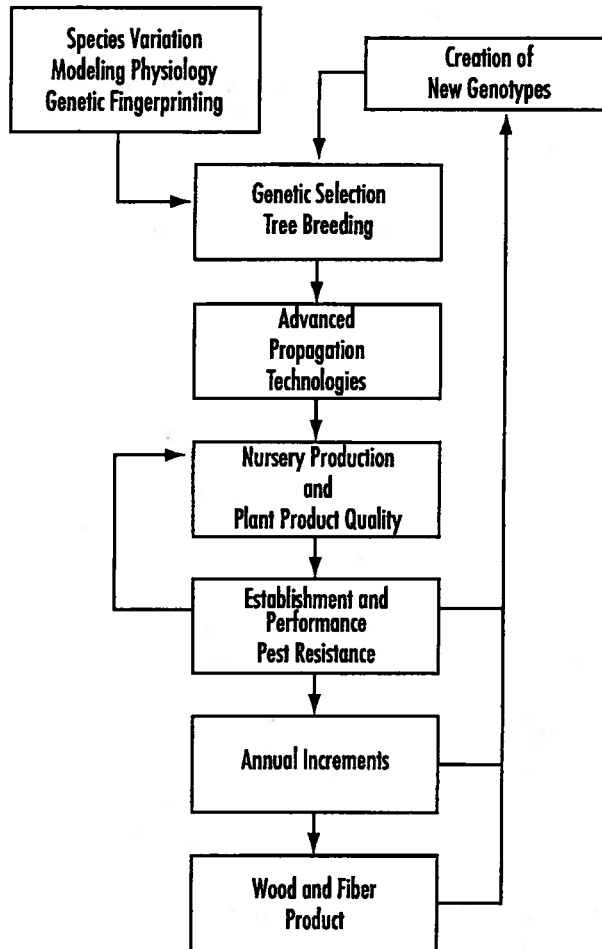 Species Variation
Modeling Physiology
Genetic Fingerprinting
Creation of
New Genotypes
Genetic Selection
Tree Breeding
Advanced
Propagation
Technologies
Nursery Production
and
Plant Product Quality
Establishment and
Performance
Pest Resistance
Annual Increments
Wood and Fiber
Product